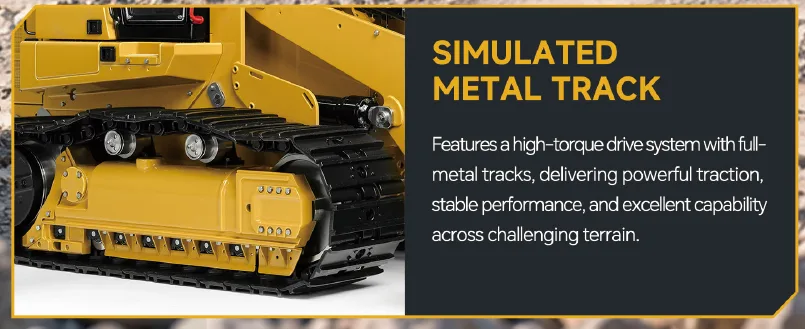 SIMULATED
METAL TRACK
Features a high-torque drive system with full-
metal tracks, delivering powerful traction,
stable performance, and excellent capability
across challenging terrain.